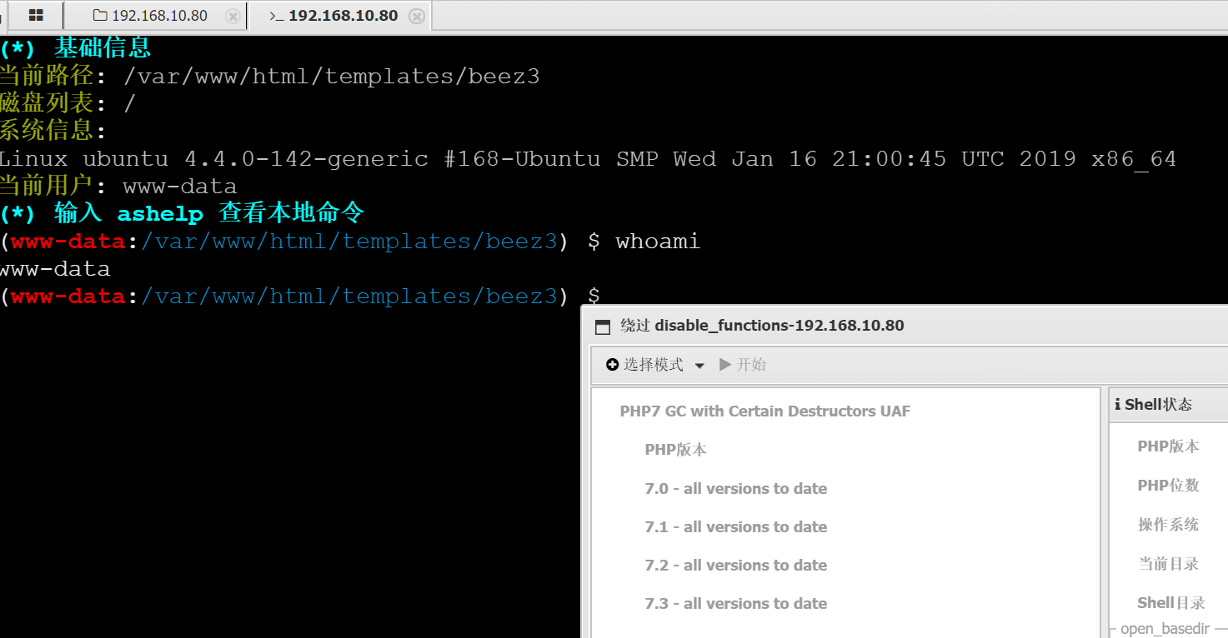 192.168.10.80
>_ 192.168.10.80
(*) 基础信息
当前路径: /var/www/html/templates/beez3
磁盘列表: /
系统信息:
Linux ubuntu 4.4.0-142-generic #168-Ubuntu SMP Wed Jan 16 21:00:45 UTC 2019 x86_64
当前用户: www-data
(*) 输入 ashelp 查看本地命令
(www-data:/var/www/html/templates/beez3) $ whoami
www-data
(www-data:/var/www/html/templates/beez3) $
绕过 disable_functions-192.168.10.80
选择模式 开始
PHP7 GC with Certain Destructors UAF
PHP版本
7.0 - all versions to date
7.1 - all versions to date
7.2 - all versions to date
7.3 - all versions to date
Shell状态
PHP版本
PHP位数
操作系统
当前目录
Shell目录
open_basedir